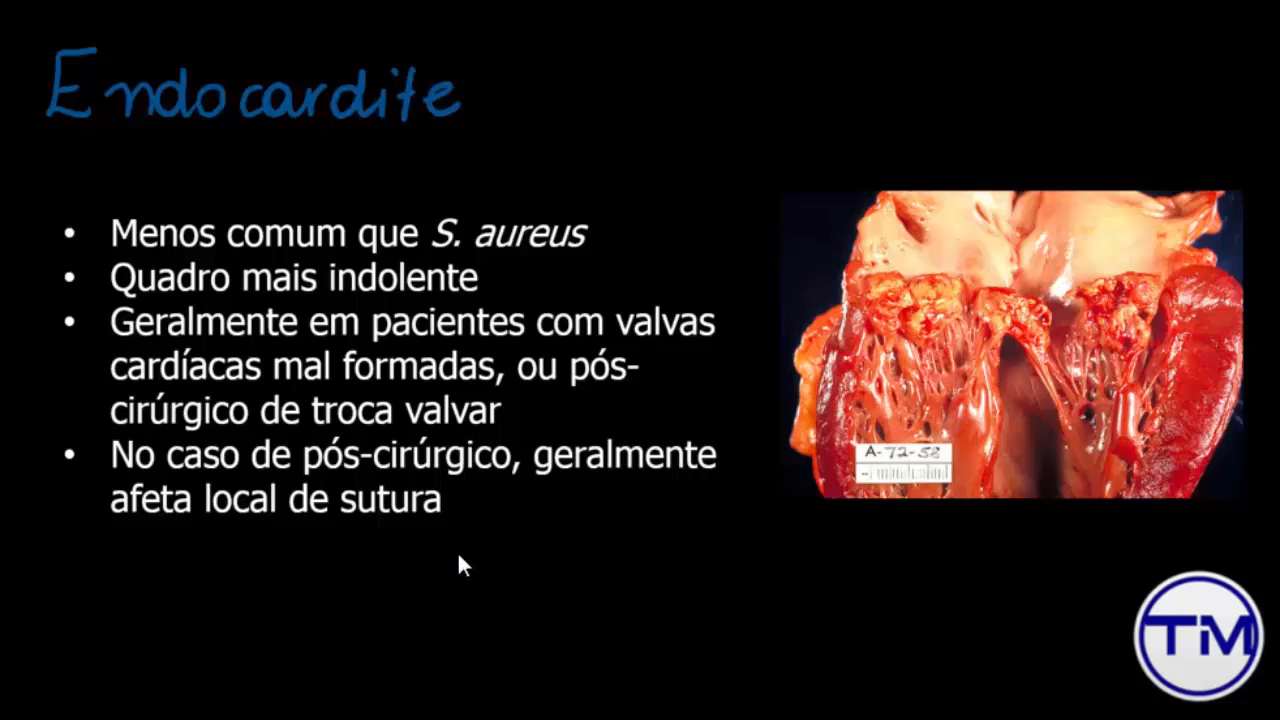 Endocardite
• Menos comum que S. aureus
• Quadro mais indolente
• Geralmente em pacientes com valvas
cardíacas mal formadas, ou pós-
cirúrgico de troca valvar
• No caso de pós-cirúrgico, geralmente
afeta local de sutura
A-72-58
TiM